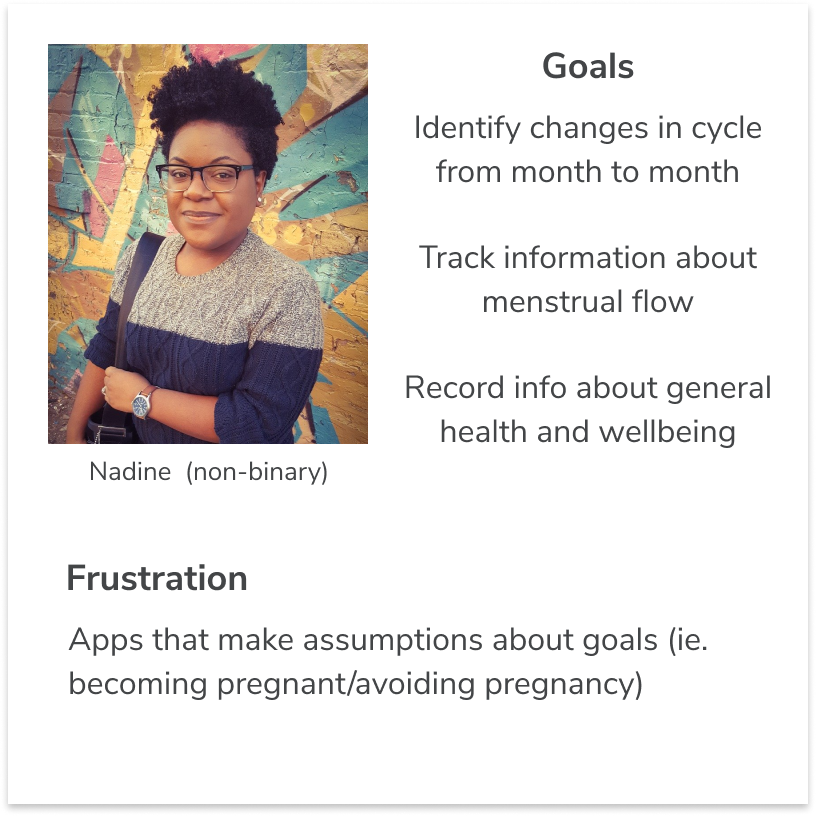 Goals
Identify changes in cycle
from month to month
Track information about
menstrual flow
Record info about general
health and wellbeing
Nadine (non-binary)
Frustration
Apps that make assumptions about goals (ie.
becoming pregnant/avoiding pregnancy)